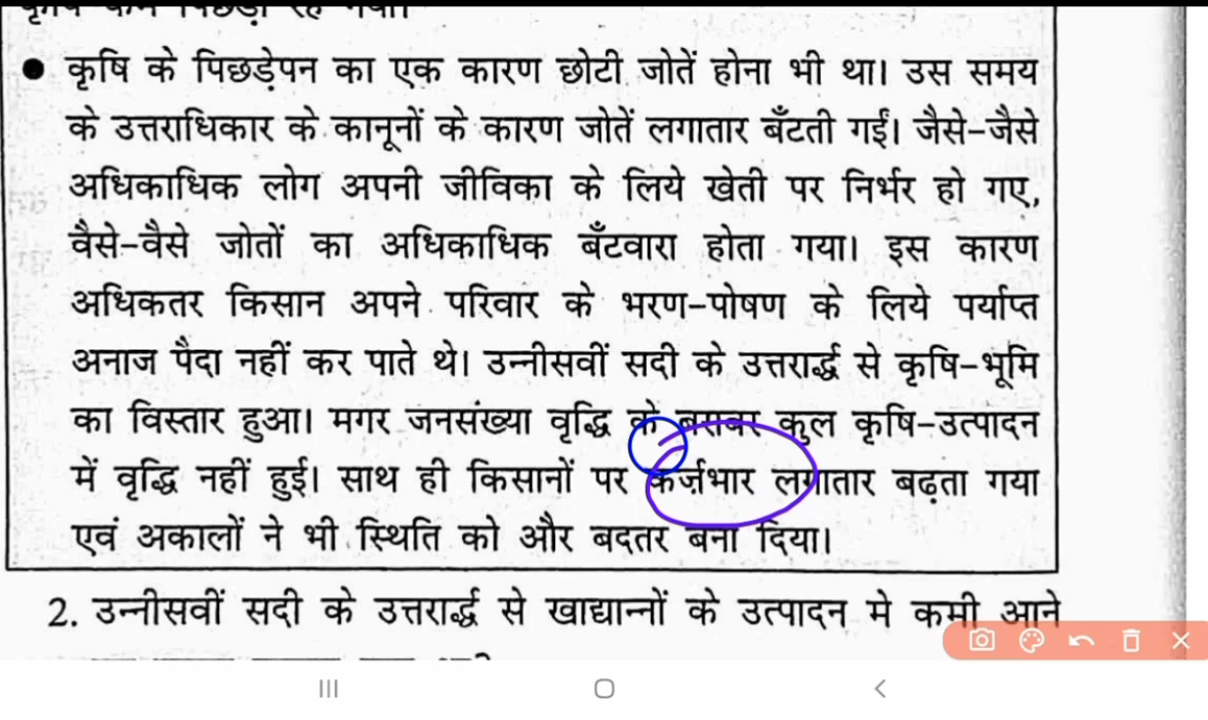 ● कृषि के पिछड़ेपन का एक कारण छोटी जोतें होना भी था। उस समय
के उत्तराधिकार के कानूनों के कारण जोतें लगातार बँटती गईं। जैसे-जैसे
अधिकाधिक लोग अपनी जीविका के लिये खेती पर निर्भर हो गए,
वैसे-वैसे जोतों का अधिकाधिक बँटवारा होता गया। इस कारण
अधिकतर किसान अपने परिवार के भरण-पोषण के लिये पर्याप्त
अनाज पैदा नहीं कर पाते थे। उन्नीसवीं सदी के उत्तरार्द्ध से कृषि-भूमि
का विस्तार हुआ। मगर जनसंख्या वृद्धि के बराबर कुल कृषि-उत्पादन
में वृद्धि नहीं हुई। साथ ही किसानों पर कर्ज़भार लगातार बढ़ता गया
एवं अकालों ने भी स्थिति को और बदतर बना दिया।
2. उन्नीसवीं सदी के उत्तरार्द्ध से खाद्यान्नों के उत्पादन मे कमी आने